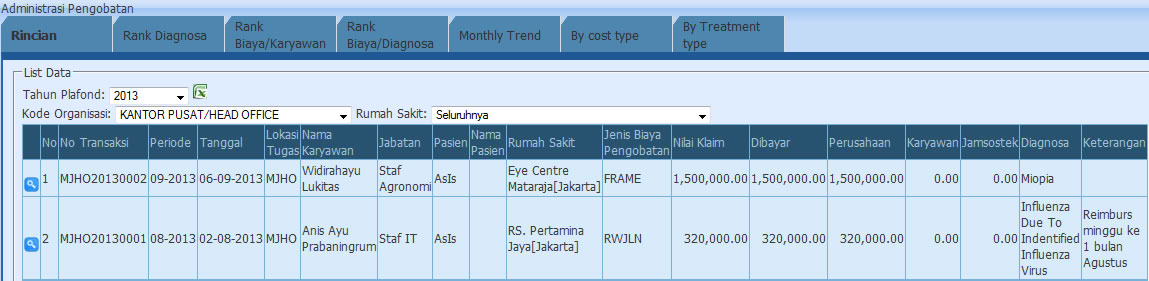 Administrasi Pengobatan
Rincian
Rank Diagnosa
Rank
Biaya/Karyawan
Rank
Biaya/Diagnosa
Monthly Trend
By cost type
By Treatment
type
List Data
Tahun Plafond: 2013
Kode Organisasi: KANTOR PUSAT/HEAD OFFICE Rumah Sakit: Seluruhnya
No
No Transaksi
Periode
Tanggal
Lokasi
Tugas
Nama
Karyawan
Jabatan
Pasien
Nama
Pasien
Rumah Sakit
Jenis Biaya
Pengobatan
Nilai Klaim
Dibayar
Perusahaan
Karyawan
Jamsostek
Diagnosa
Keterangan
1
MJHO20130002
09-2013
06-09-2013
MJHO
Widirahayu
Lukitas
Staf
Agronomi
AsIs
Eye Centre
Mataraja[Jakarta]
FRAME
1,500,000.00
1,500,000.00
1,500,000.00
0.00
0.00
Miopia
2
MJHO20130001
08-2013
02-08-2013
MJHO
Anis Ayu
Prabaningrum
Staf IT
AsIs
RS. Pertamina
Jaya[Jakarta]
RWJLN
320,000.00
320,000.00
320,000.00
0.00
0.00
Influenza
Due To
Indentified
Influenza
Virus
Reimburs
minggu ke
1 bulan
Agustus